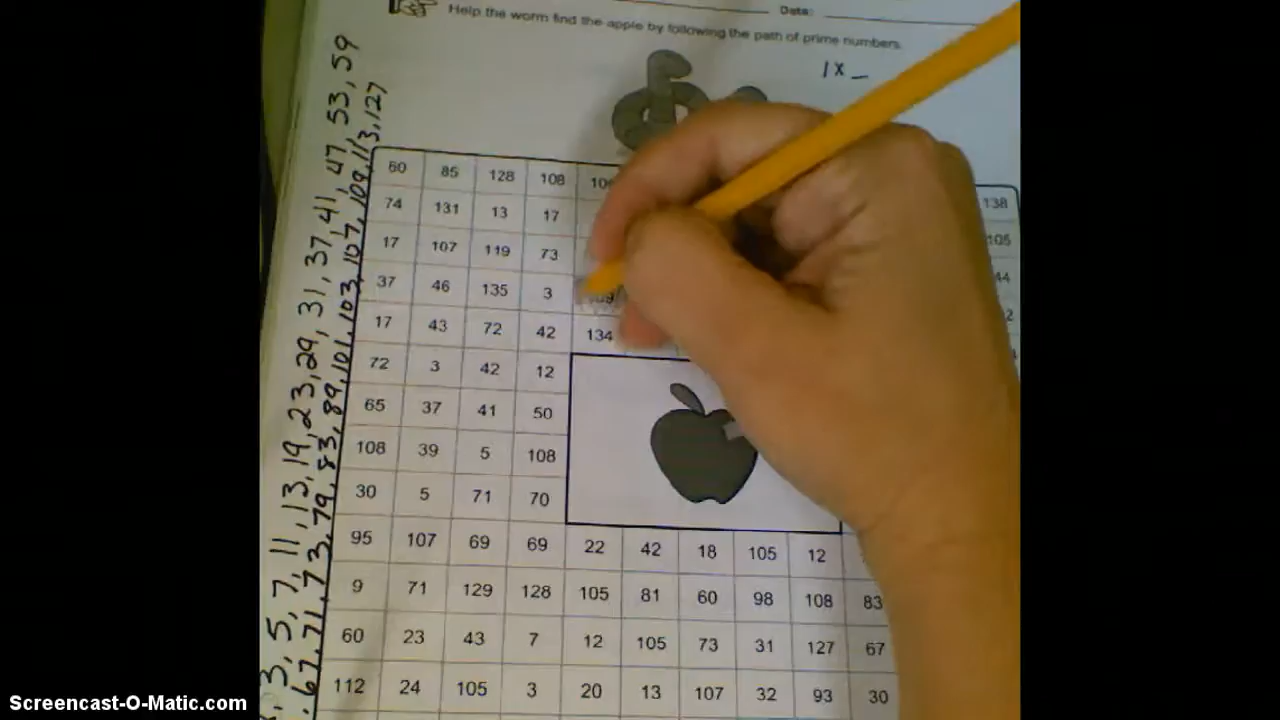 Date:
Help the worm find the apple by following the path of prime numbers.
1 x _
3, 5, 7, 11, 13, 19, 23, 29, 31, 37, 41, 47, 53, 59
67, 71, 73, 79, 83, 89, 101, 103, 107, 109, 113, 127
60 85 128 108 138
74 131 13 17 105
17 107 119 73
37 46 135 3
17 43 72 42 134
72 3 42 12
65 37 41 50
108 39 5 108
30 5 71 70
95 107 69 69 22 42 18 105 12
9 71 129 128 105 81 60 98 108 83
60 23 43 7 12 105 73 31 127 67
112 24 105 3 20 13 107 32 93 30
Screencast-O-Matic.com